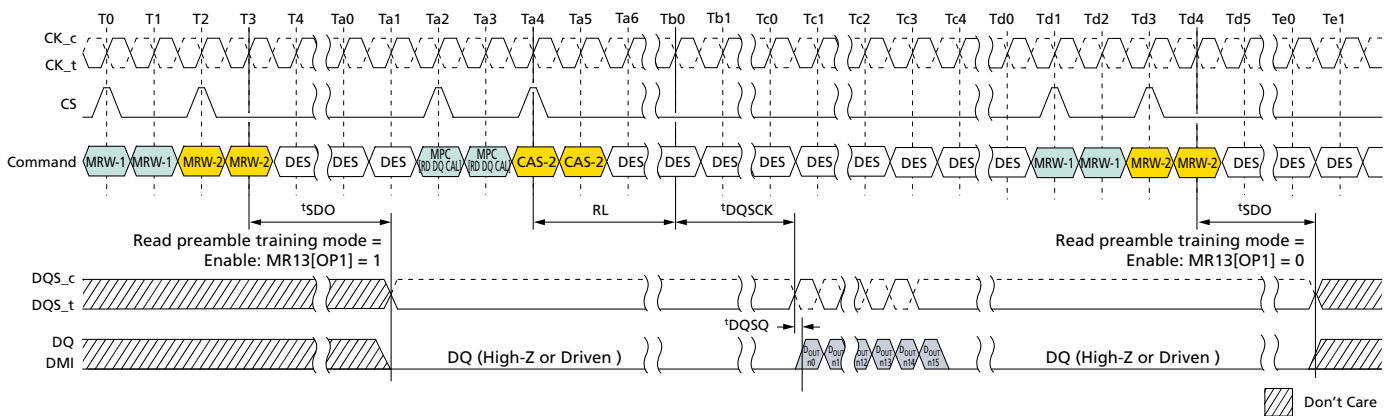 T0 T1 T2 T3 T4 Ta0 Ta1 Ta2 Ta3 Ta4 Ta5 Ta6 Tb0 Tb1 Tc0 Tc1 Tc2 Tc3 Tc4 Td0 Td1 Td2 Td3 Td4 Td5 Te0 Te1
CK_c
CK_t
CS
Command MRW-1 MRW-1 MRW-2 MRW-2 DES DES DES MPC [RD DQ CAL] MPC [RD DQ CAL] CAS-2 CAS-2 DES DES DES DES DES DES DES DES DES MRW-1 MRW-1 MRW-2 MRW-2 DES DES DES
tSDO RL tDQSCK tSDO
Read preamble training mode =
Enable: MR13[OP1] = 1
Read preamble training mode =
Enable: MR13[OP1] = 0
DQS_c
DQS_t
tDQSQ
DQ
DMI
DQ (High-Z or Driven )
DOUT n0 DOUT n1 DOUT n12 DOUT n13 DOUT n14 DOUT n15
DQ (High-Z or Driven )
Don't Care